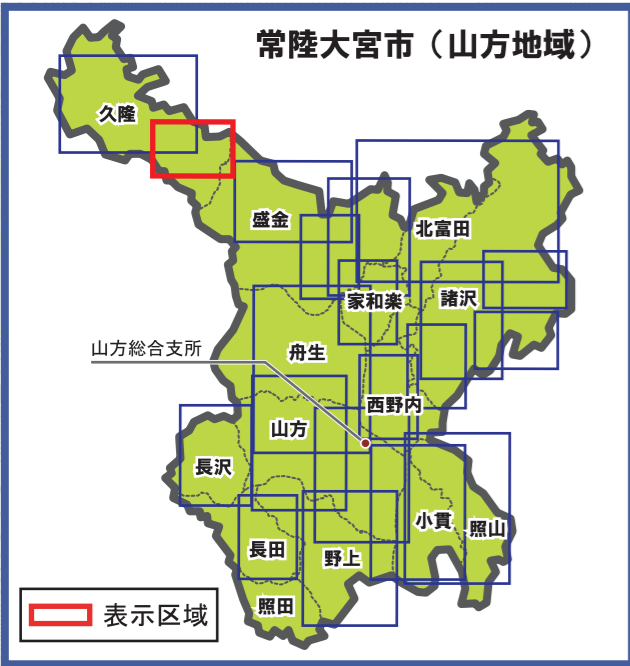 常陸大宮市（山方地域）
久隆
盛金
北富田
家和楽
諸沢
山方総合支所
舟生
西野内
山方
長沢
小貫
照山
長田
野上
照田
表示区域